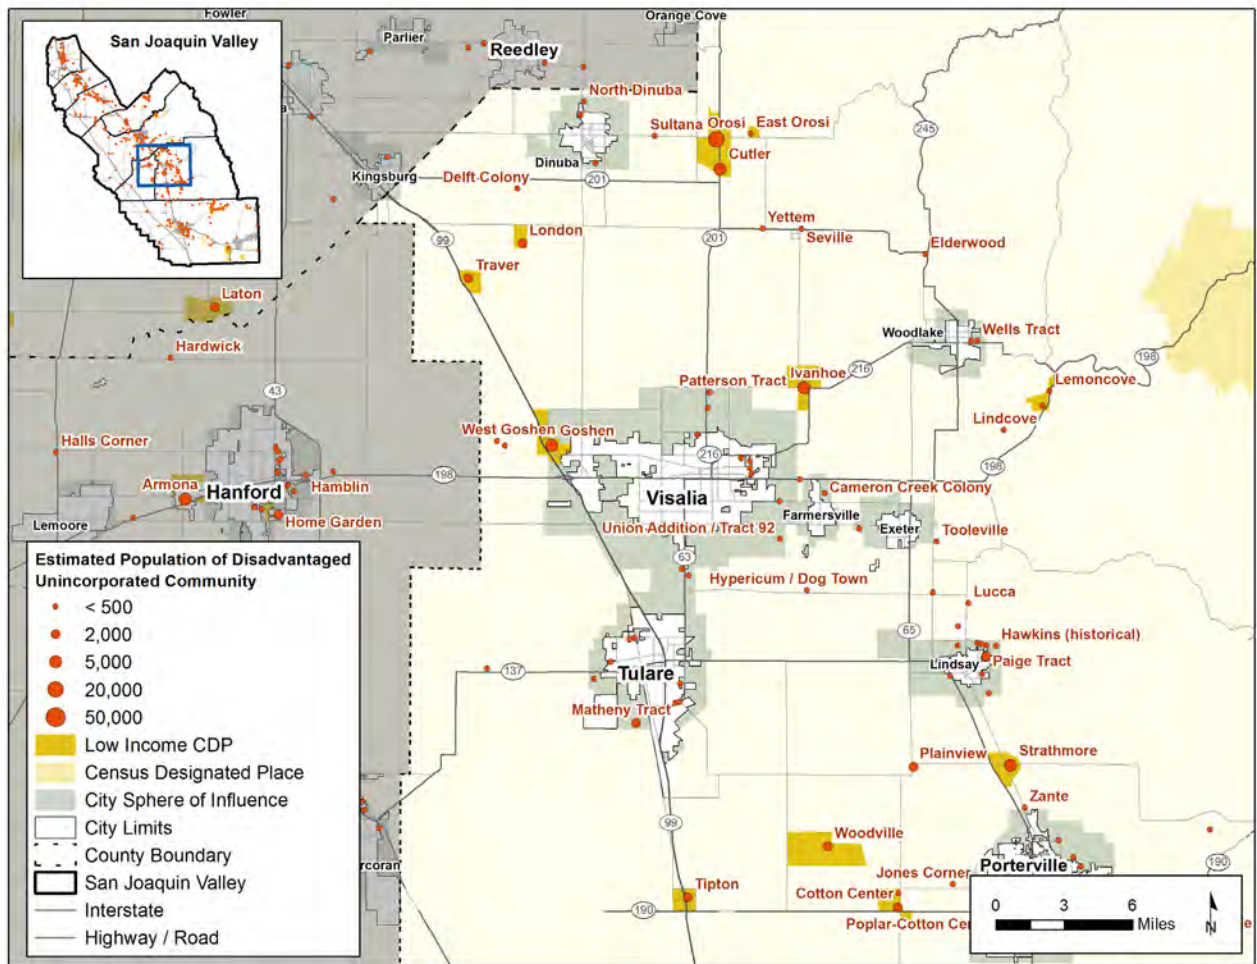 Fowler
San Joaquin Valley
Parlier
Orange Cove
Reedley
North Dinuba
Sultana
Orosi
East Orosi
245
Dinuba
Cutler
Kingsburg
Delft Colony
201
Yettem
Seville
London
99
201
Elderwood
Traver
Laton
Woodlake
Wells Tract
Hardwick
198
Ivanhoe
216
Lemoncove
43
Patterson Tract
Lindcove
Halls Corner
West Goshen
Goshen
216
198
198
Armona
Hanford
Hamblin
Visalia
Cameron Creek Colony
Lemoore
Home Garden
Farmersville
Exeter
Union Addition / Tract 92
Tooleville
63
Hypericum / Dog Town
Lucca
65
Hawkins (historical)
Lindsay
Paige Tract
137
Tulare
Matheny Tract
Plainview
Strathmore
Zante
99
Woodville
rcoran
Porterville
190
Jones Corner
Tipton
Cotton Center
190
Poplar-Cotton Cen
e
Estimated Population of Disadvantaged
Unincorporated Community
< 500
2,000
5,000
20,000
50,000
Low Income CDP
Census Designated Place
City Sphere of Influence
City Limits
County Boundary
San Joaquin Valley
Interstate
Highway / Road
0 3 6
Miles
N